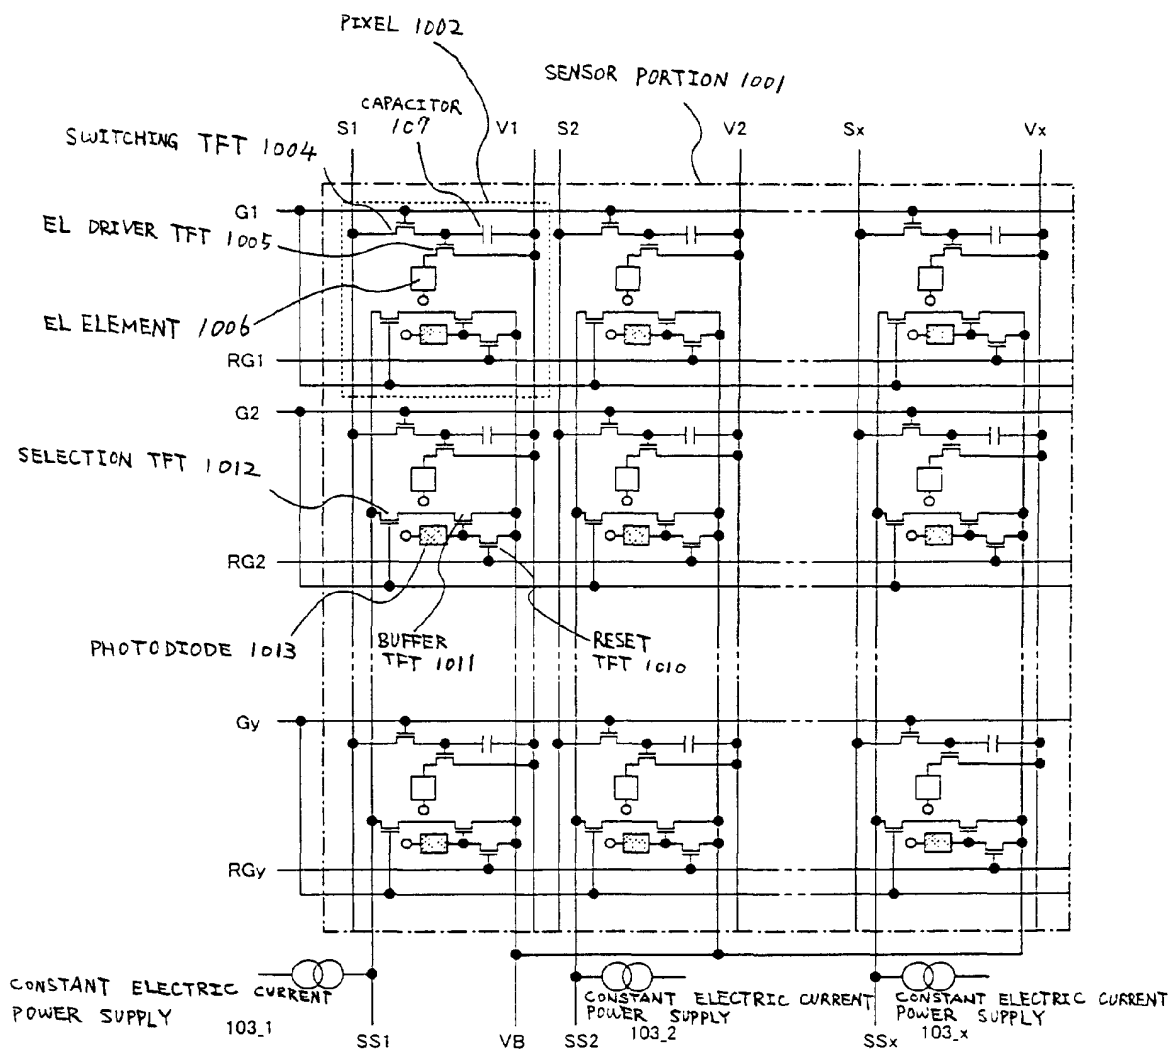 PIXEL 1002
SENSOR PORTION 1001
CAPACITOR
107
S1
V1
S2
V2
Sx
Vx
SWITCHING TFT 1004
G1
EL DRIVER TFT 1005
EL ELEMENT 1006
RG1
G2
SELECTION TFT 1012
RG2
PHOTODIODE 1013
BUFFER
TFT 1011
RESET
TFT 1010
Gy
RGy
CONSTANT ELECTRIC CURRENT
POWER SUPPLY
103_1
CONSTANT ELECTRIC CURRENT
POWER SUPPLY
103_2
CONSTANT ELECTRIC CURRENT
POWER SUPPLY
103_x
SS1
VB
SS2
SSx